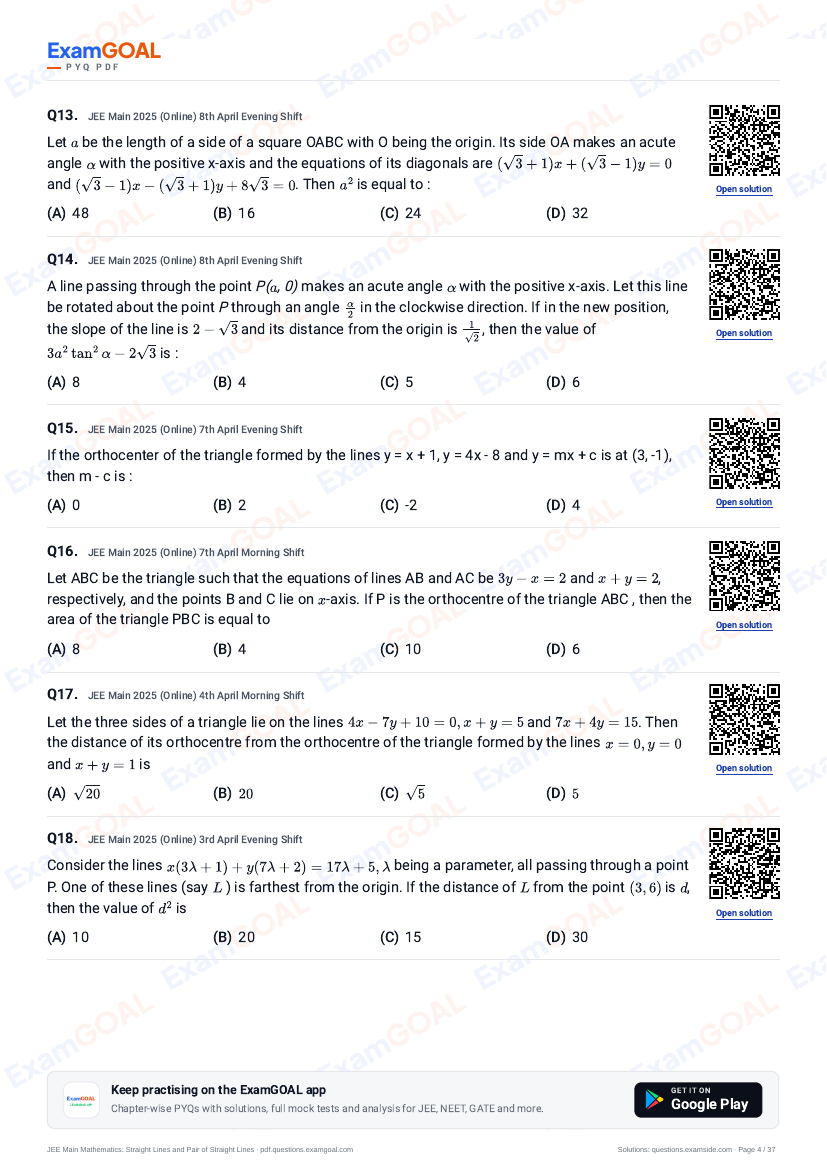 ExamGOAL
PYQ PDF
Q13. JEE Main 2025 (Online) 8th April Evening Shift
Let a be the length of a side of a square OABC with O being the origin. Its side OA makes an acute
angle α with the positive x-axis and the equations of its diagonals are (√3 + 1)x + (√3 − 1)y = 0
and (√3 − 1)x − (√3 + 1)y + 8√3 = 0. Then a² is equal to :
Open solution
(A) 48 (B) 16 (C) 24 (D) 32
Q14. JEE Main 2025 (Online) 8th April Evening Shift
A line passing through the point P(a, 0) makes an acute angle α with the positive x-axis. Let this line
be rotated about the point P through an angle α/2 in the clockwise direction. If in the new position,
the slope of the line is 2 − √3 and its distance from the origin is 1/√2, then the value of
Open solution
3a² tan² α − 2√3 is :
(A) 8 (B) 4 (C) 5 (D) 6
Q15. JEE Main 2025 (Online) 7th April Evening Shift
If the orthocenter of the triangle formed by the lines y = x + 1, y = 4x - 8 and y = mx + c is at (3, -1),
then m - c is :
Open solution
(A) 0 (B) 2 (C) -2 (D) 4
Q16. JEE Main 2025 (Online) 7th April Morning Shift
Let ABC be the triangle such that the equations of lines AB and AC be 3y − x = 2 and x + y = 2,
respectively, and the points B and C lie on x-axis. If P is the orthocentre of the triangle ABC , then the
area of the triangle PBC is equal to
Open solution
(A) 8 (B) 4 (C) 10 (D) 6
Q17. JEE Main 2025 (Online) 4th April Morning Shift
Let the three sides of a triangle lie on the lines 4x − 7y + 10 = 0, x + y = 5 and 7x + 4y = 15. Then
the distance of its orthocentre from the orthocentre of the triangle formed by the lines x = 0, y = 0
and x + y = 1 is
Open solution
(A) √20 (B) 20 (C) √5 (D) 5
Q18. JEE Main 2025 (Online) 3rd April Evening Shift
Consider the lines x(3λ + 1) + y(7λ + 2) = 17λ + 5, λ being a parameter, all passing through a point
P. One of these lines (say L ) is farthest from the origin. If the distance of L from the point (3, 6) is d,
then the value of d² is
Open solution
(A) 10 (B) 20 (C) 15 (D) 30
Keep practising on the ExamGOAL app
Chapter-wise PYQs with solutions, full mock tests and analysis for JEE, NEET, GATE and more.
ExamGOAL
GET IT ON
Google Play
JEE Main Mathematics: Straight Lines and Pair of Straight Lines · pdf.questions.examgoal.com
Solutions: questions.examside.com · Page 4 / 37